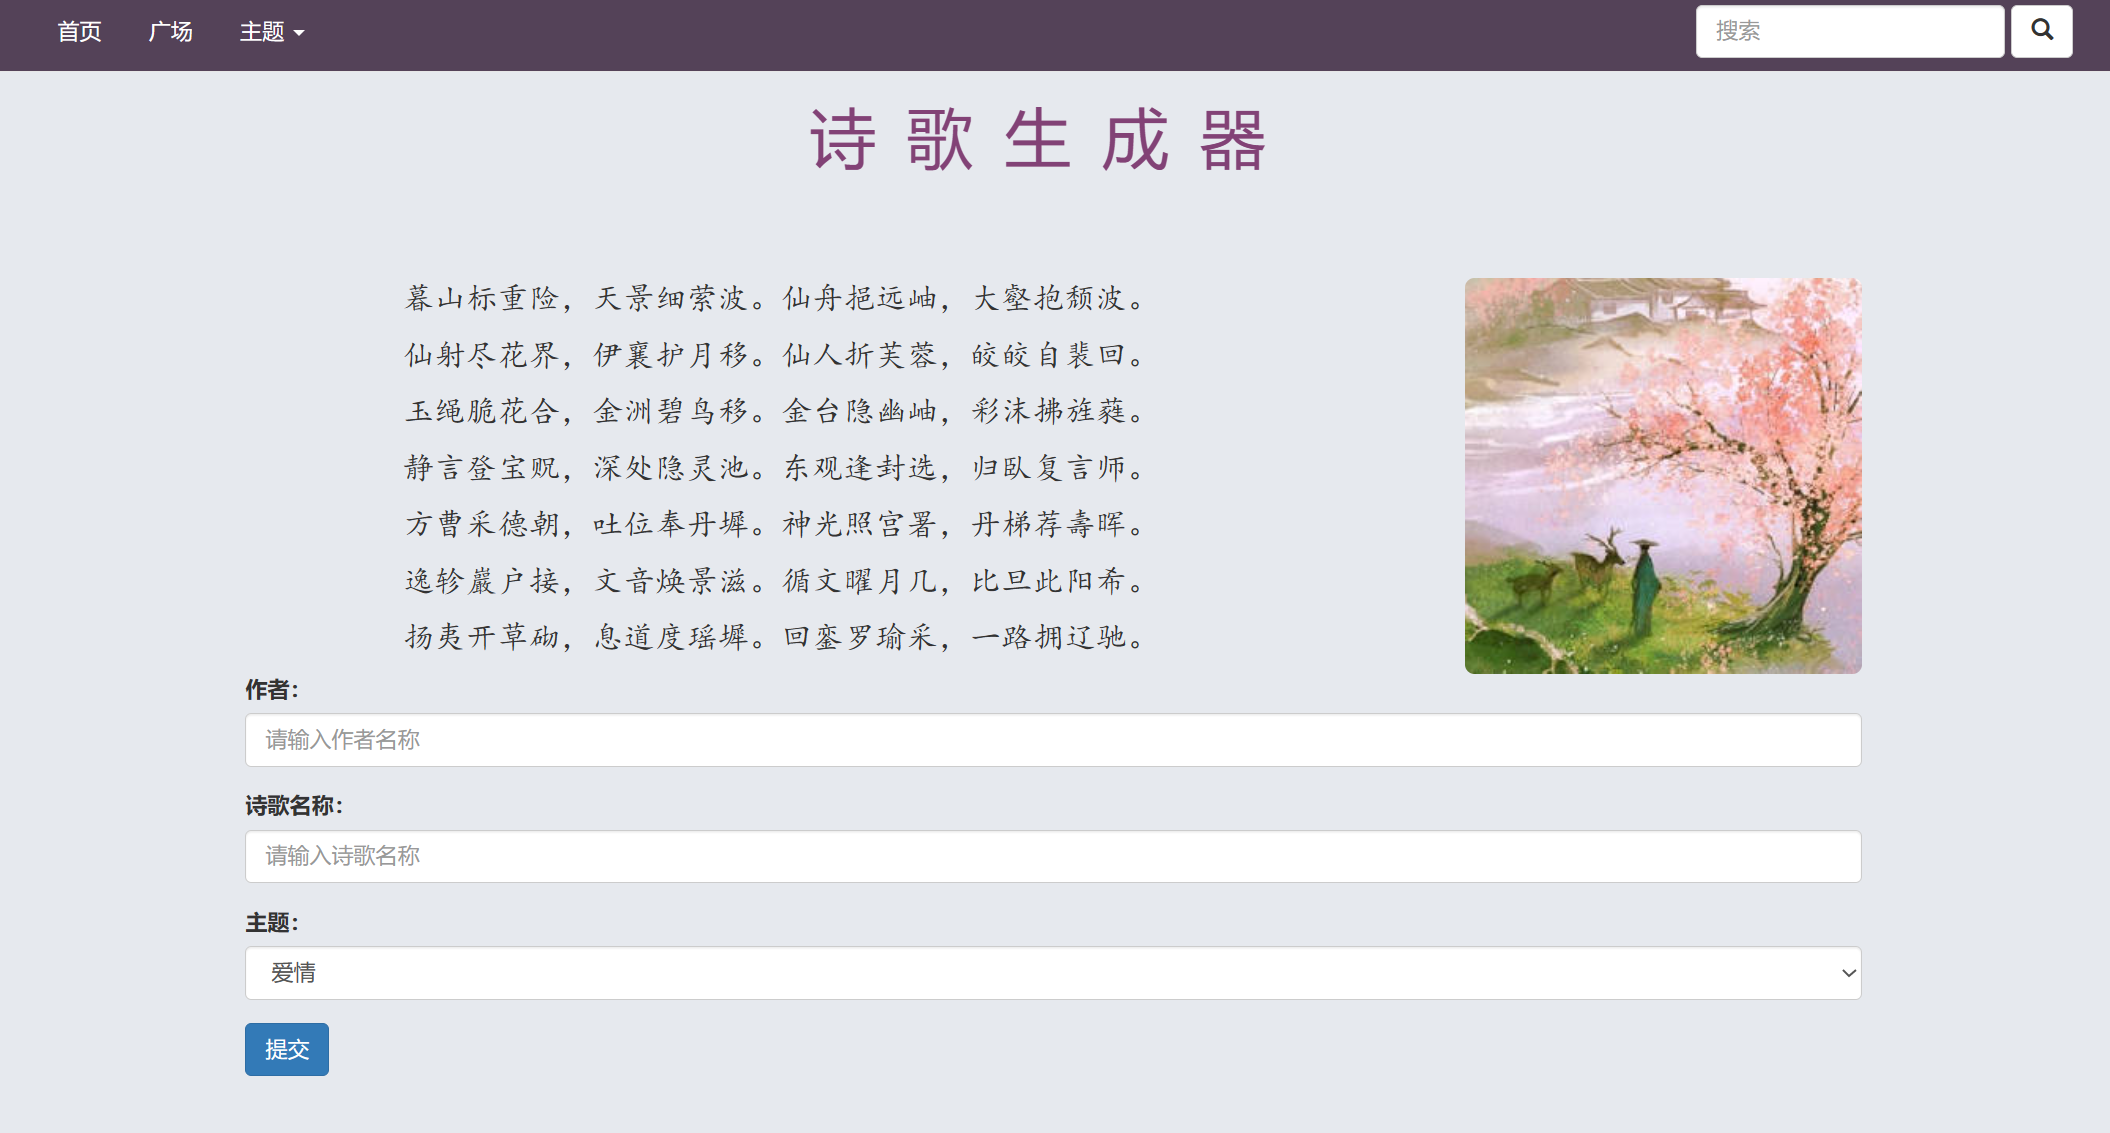 首页 广场 主题
搜索
诗歌生成器
暮山标重险，天景细萦波。仙舟挹远岫，大壑抱颓波。
仙射尽花界，伊襄护月移。仙人折芙蓉，皎皎自裴回。
玉绳脆花合，金洲碧鸟移。金台隐幽岫，彩沫拂旌蕤。
静言登宝贶，深处隐灵池。东观逢封选，归臥复言师。
方曹采德朝，吐位奉丹墀。神光照宫署，丹梯荐壽晖。
逸轸巖户接，文音焕景滋。循文曜月几，比旦此阳希。
扬夷开草砌，息道度瑶墀。回銮罗瑜采，一路拥辽驰。
作者：
请输入作者名称
诗歌名称：
请输入诗歌名称
主题：
爱情
提交